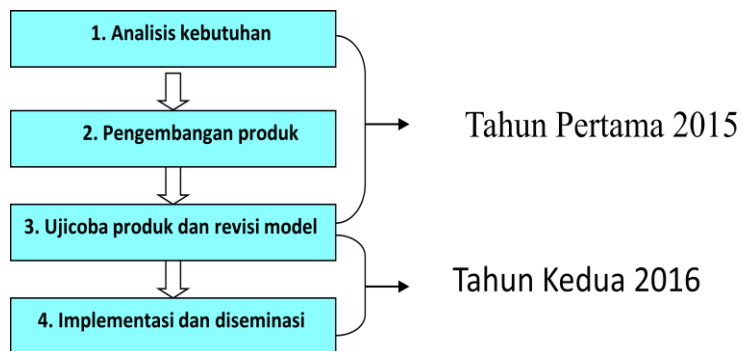 1. Analisis kebutuhan
2. Pengembangan produk
Tahun Pertama 2015
3. Ujicoba produk dan revisi model
Tahun Kedua 2016
4. Implementasi dan diseminasi